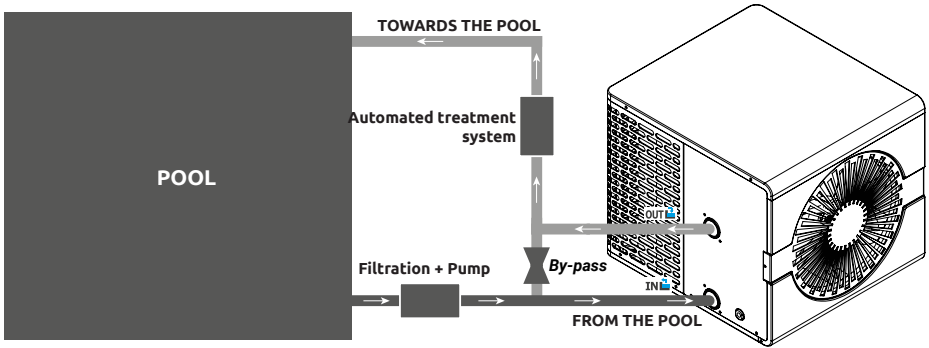 TOWARDS THE POOL
Automated treatment
system
POOL
OUT
By-pass
Filtration + Pump
IN
FROM THE POOL